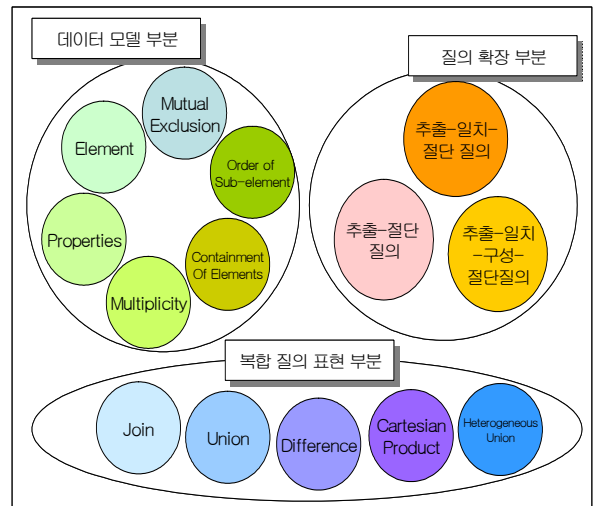 데이터 모델 부분
Mutual
Exclusion
Element
Order of
Sub-element
Properties
Containment
Of Elements
Multiplicity
질의 확장 부분
추출-일치-
절단 질의
추출-절단
질의
추출-일치
-구성-
절단질의
복합 질의 표현 부분
Join
Union
Difference
Cartesian
Product
Heterogeneous
Union